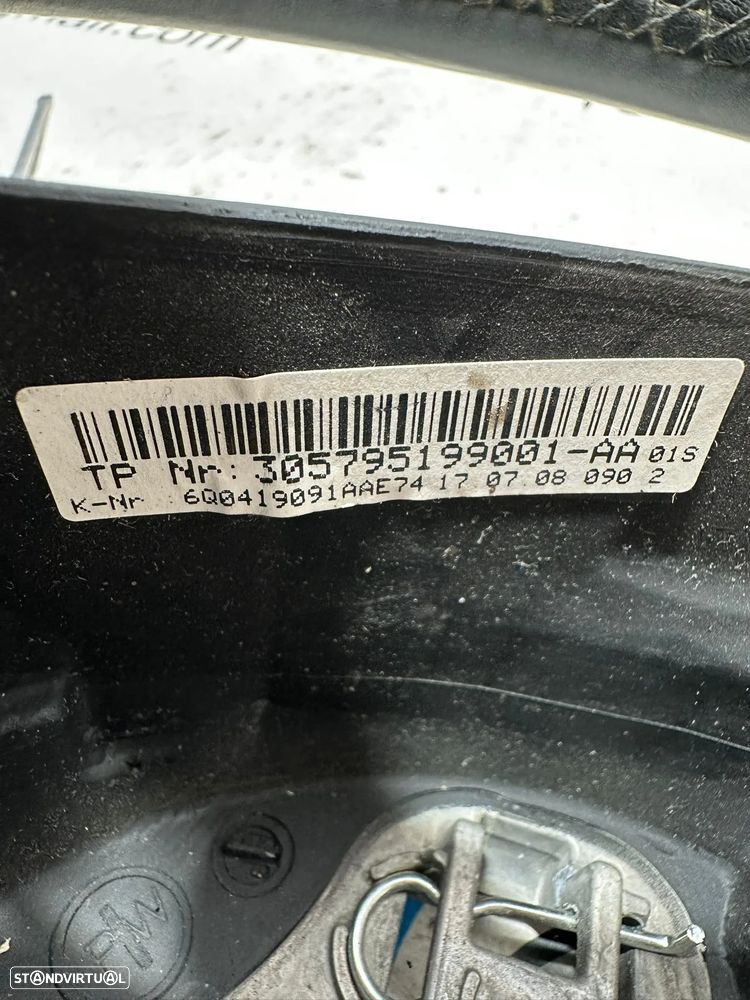 TP Nr: 305795199001-AA 01S
K-Nr 6Q0419091AAE74 17 07 08 090 2
STANDVIRTUAL